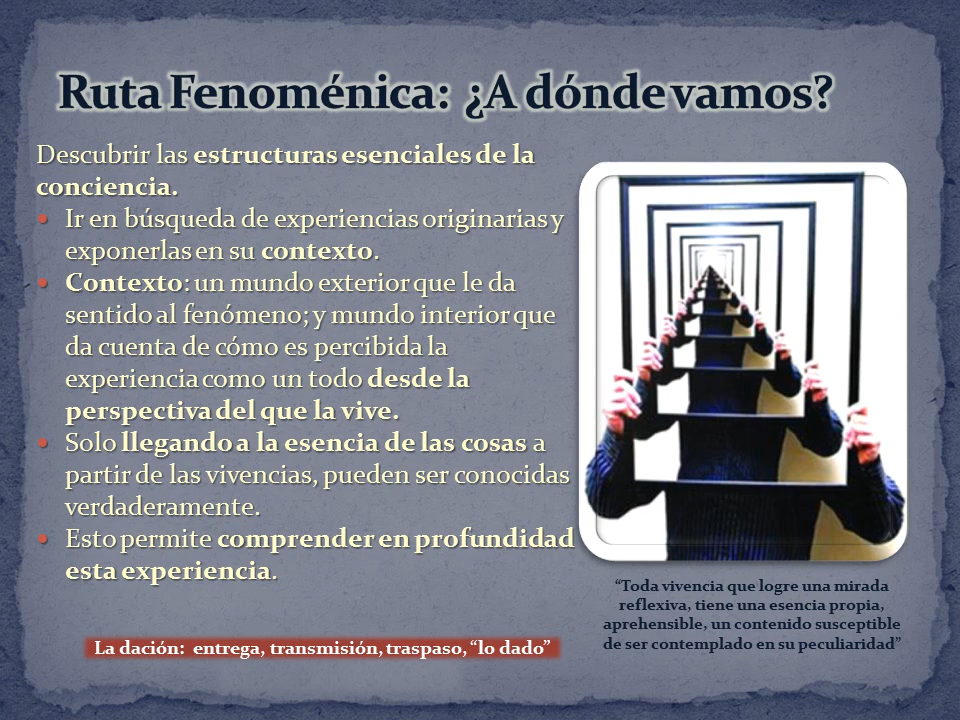 Ruta Fenoménica: ¿A dónde vamos?
Descubrir las estructuras esenciales de la
conciencia.
• Ir en búsqueda de experiencias originarias y
exponerlas en su contexto.
• Contexto: un mundo exterior que le da
sentido al fenómeno; y mundo interior que
da cuenta de cómo es percibida la
experiencia como un todo desde la
perspectiva del que la vive.
• Solo llegando a la esencia de las cosas a
partir de las vivencias, pueden ser conocidas
verdaderamente.
• Esto permite comprender en profundidad
esta experiencia.
“Toda vivencia que logre una mirada
reflexiva, tiene una esencia propia,
aprehensible, un contenido susceptible
de ser contemplado en su peculiaridad”
La dación: entrega, transmisión, traspaso, “lo dado”